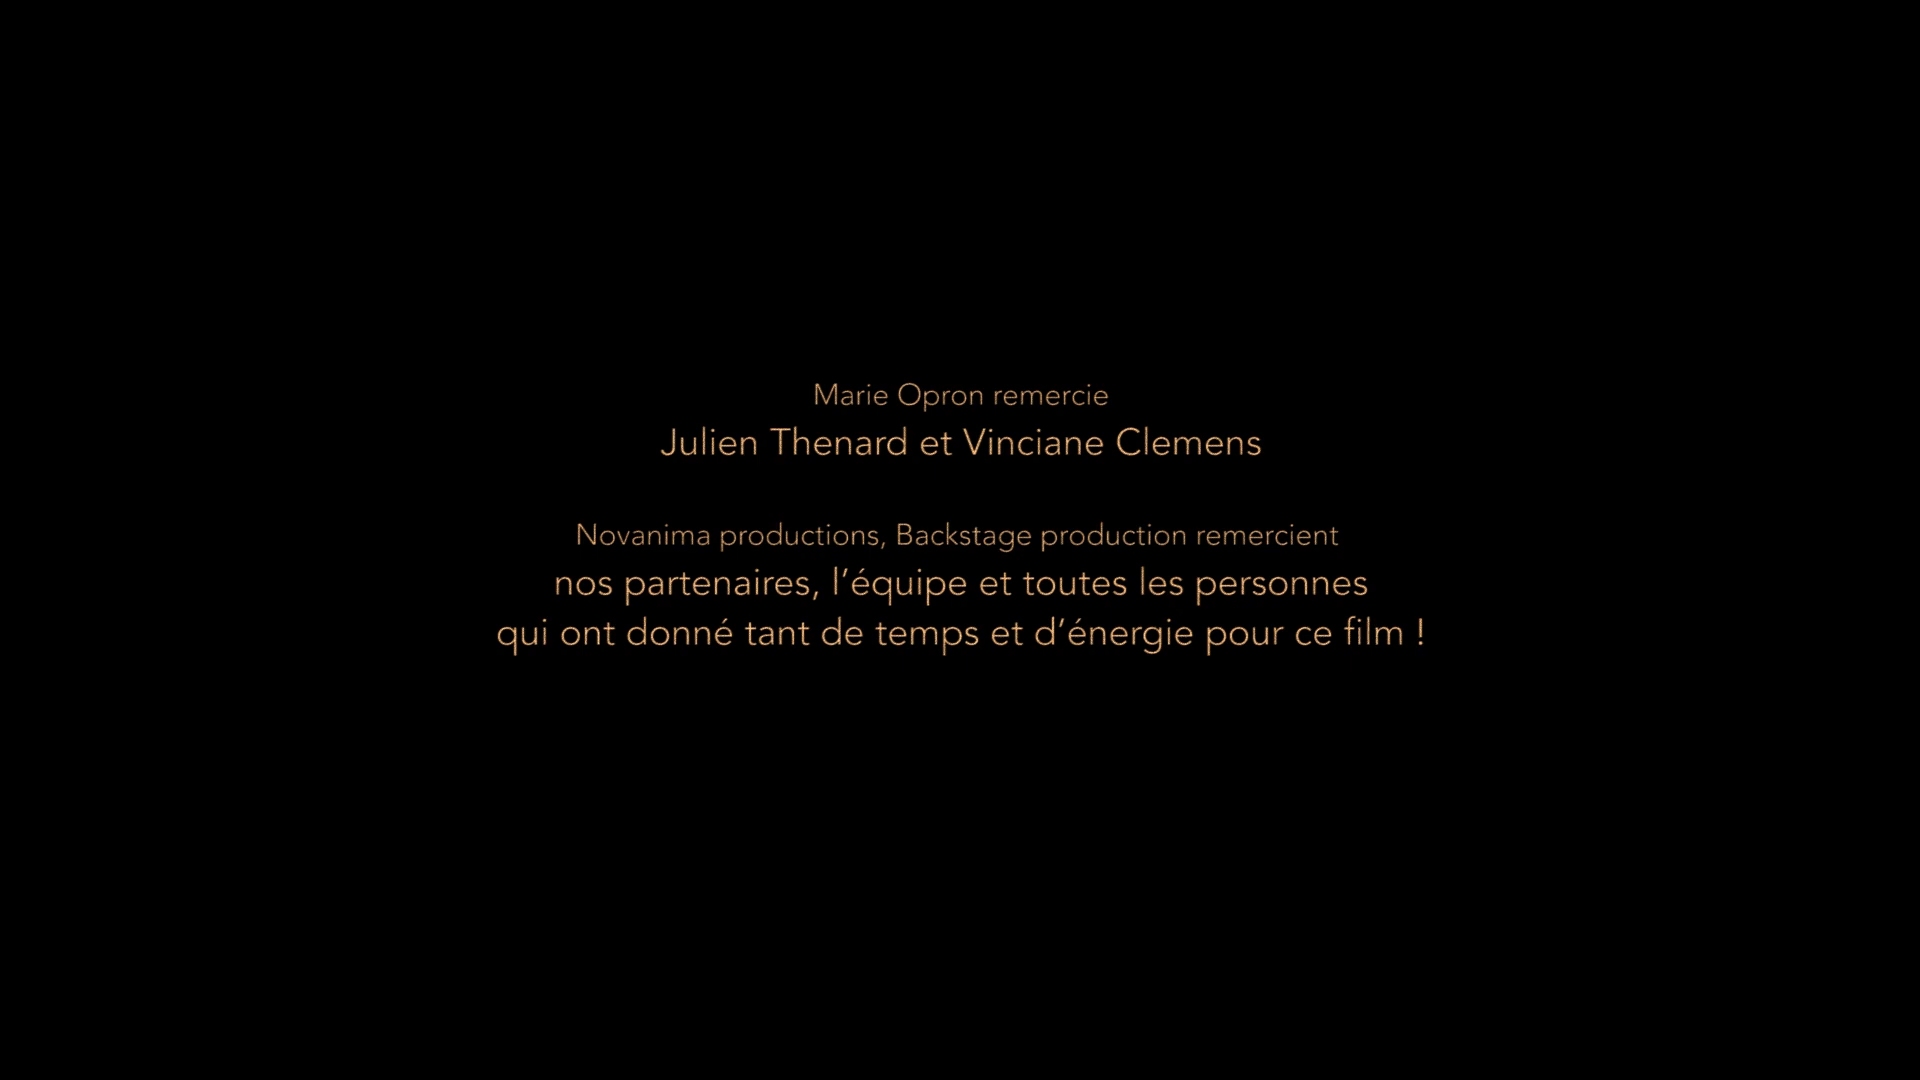 Marie Opron remercie
Julien Thenard et Vinciane Clemens
Novanima productions, Backstage production remercient
nos partenaires, l’équipe et toutes les personnes
qui ont donné tant de temps et d’énergie pour ce film !